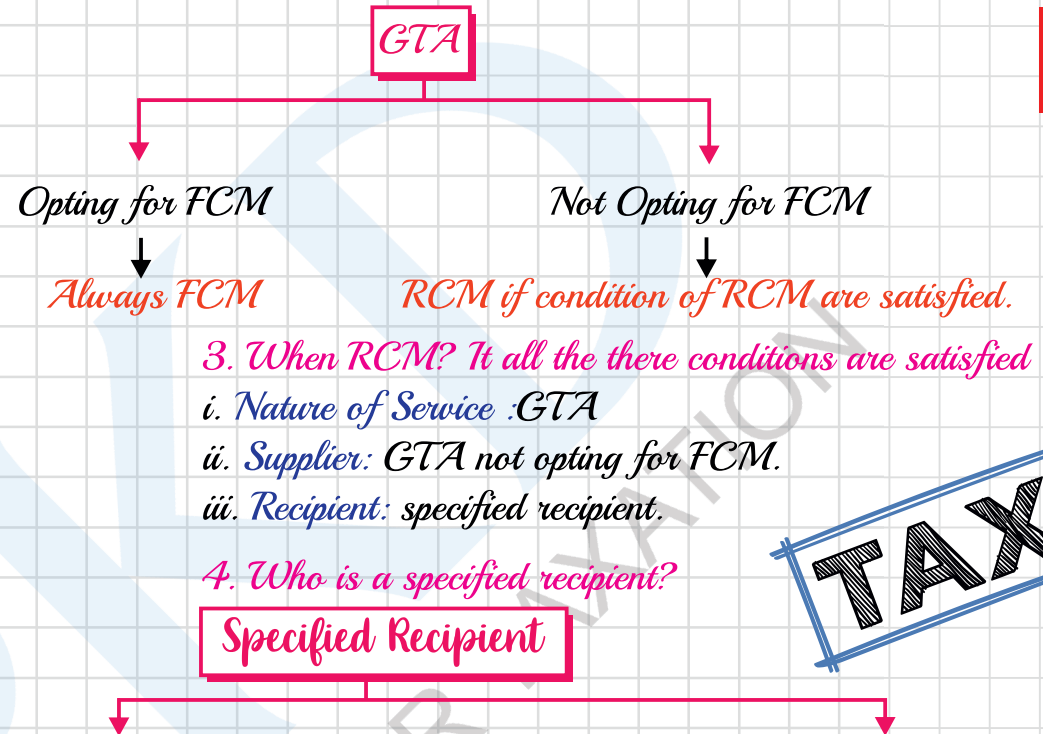 GTA
Opting for FCM
Not Opting for FCM
Always FCM
RCM if condition of RCM are satisfied.
3. When RCM? It all the there conditions are satisfied
i. Nature of Service :GTA
ii. Supplier: GTA not opting for FCM.
iii. Recipient: specified recipient.
TAX
4. Who is a specified recipient?
Specified Recipient
R TAXATION